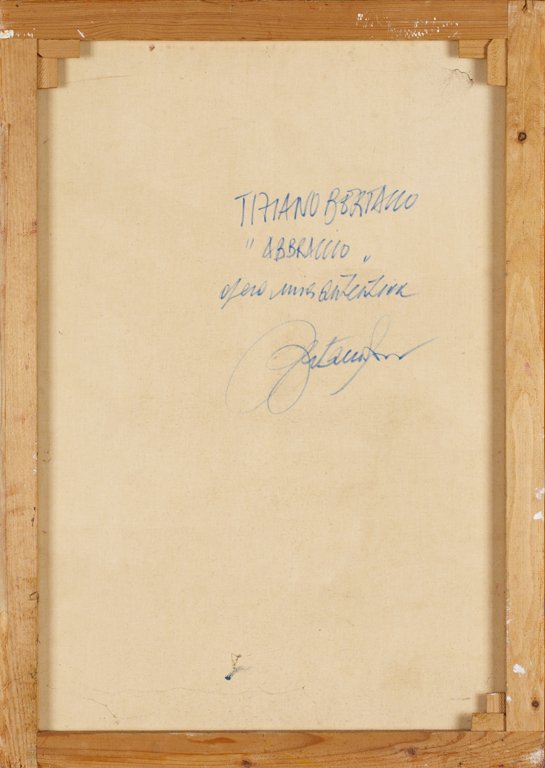 TIZIANO BERTACCO
"ABBRACCIO"
opera mia autentica